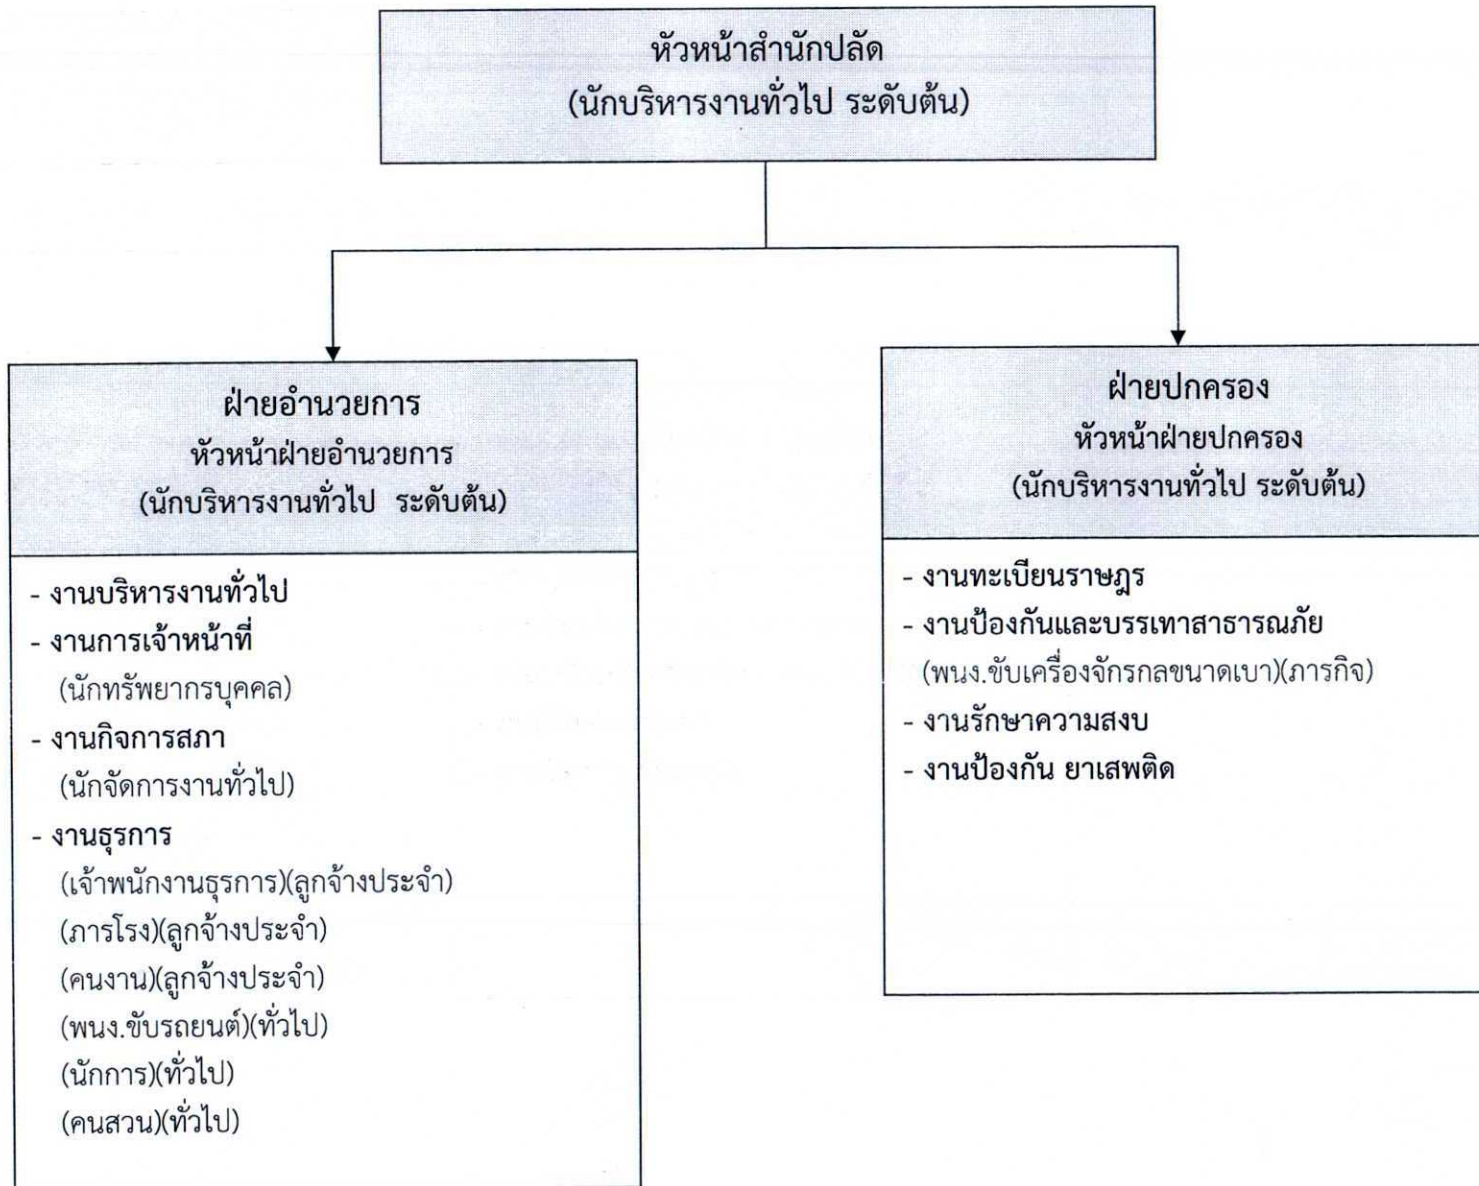 หัวหน้าสำนักปลัด
(นักบริหารงานทั่วไป ระดับต้น)
ฝ่ายอำนวยการ
หัวหน้าฝ่ายอำนวยการ
(นักบริหารงานทั่วไป ระดับต้น)
- งานบริหารงานทั่วไป
- งานการเจ้าหน้าที่
(นักทรัพยากรบุคคล)
- งานกิจการสภา
(นักจัดการงานทั่วไป)
- งานธุรการ
(เจ้าพนักงานธุรการ)(ลูกจ้างประจำ)
(ภารโรง)(ลูกจ้างประจำ)
(คนงาน)(ลูกจ้างประจำ)
(พนง.ขับรถยนต์)(ทั่วไป)
(นักการ)(ทั่วไป)
(คนสวน)(ทั่วไป)
ฝ่ายปกครอง
หัวหน้าฝ่ายปกครอง
(นักบริหารงานทั่วไป ระดับต้น)
- งานทะเบียนราษฎร
- งานป้องกันและบรรเทาสาธารณภัย
(พนง.ขับเครื่องจักรกลขนาดเบา)(ภารกิจ)
- งานรักษาความสงบ
- งานป้องกัน ยาเสพติด